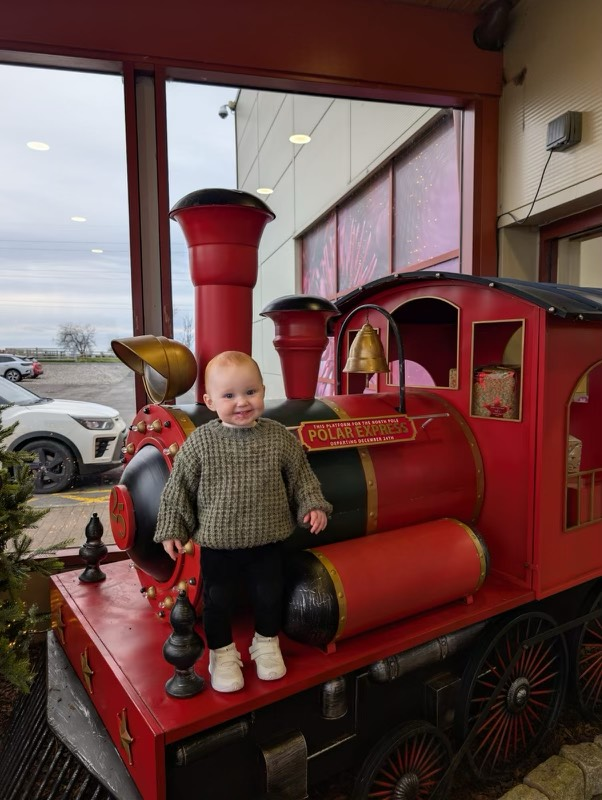 THIS PLATFORM FOR THE NORTH POLE
POLAR EXPRESS
DEPARTING DECEMBER 24TH